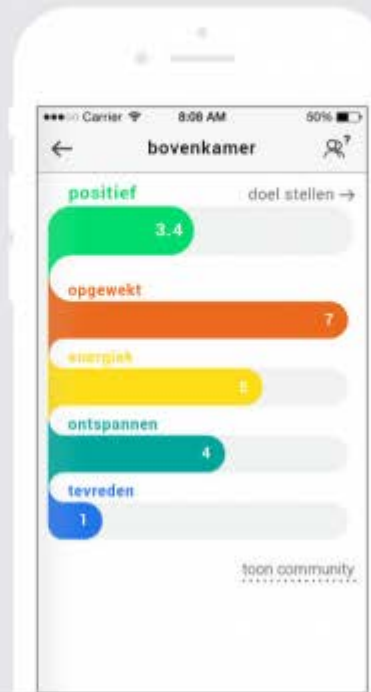 Carrier 8:08 AM 50%
bovenkamer ?
positief doel stellen →
3.4
opgewekt
7
energiek
ontspannen
4
tevreden
1
toon community